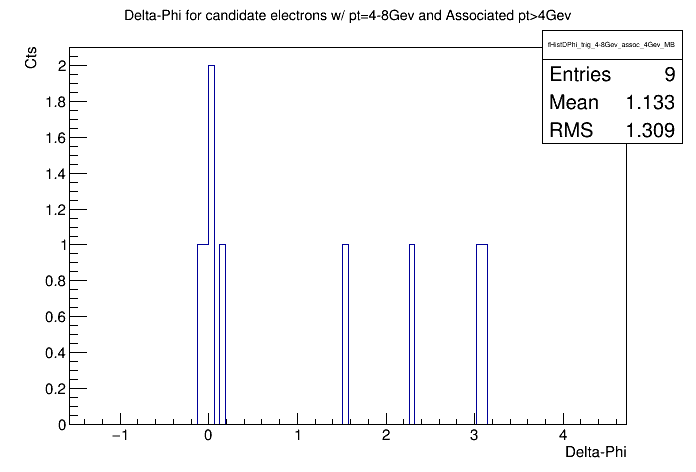 Delta-Phi for candidate electrons w/ pt=4-8Gev and Associated pt>4Gev
fHistDPhi_trig_4-8Gev_assoc_4Gev_MB
Entries 9
Mean 1.133
RMS 1.309
Cts
2
1.8
1.6
1.4
1.2
1
0.8
0.6
0.4
0.2
0
−1 0 1 2 3 4
Delta-Phi